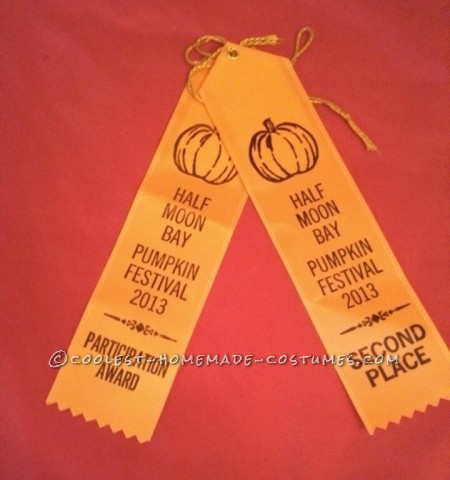 HALF
MOON
BAY
PUMPKIN
FESTIVAL
2013
PARTICIPATION
AWARD
HALF
MOON
BAY
PUMPKIN
FESTIVAL
2013
SECOND
PLACE
©COOLEST-HOMEMADE-COSTUMES.COM